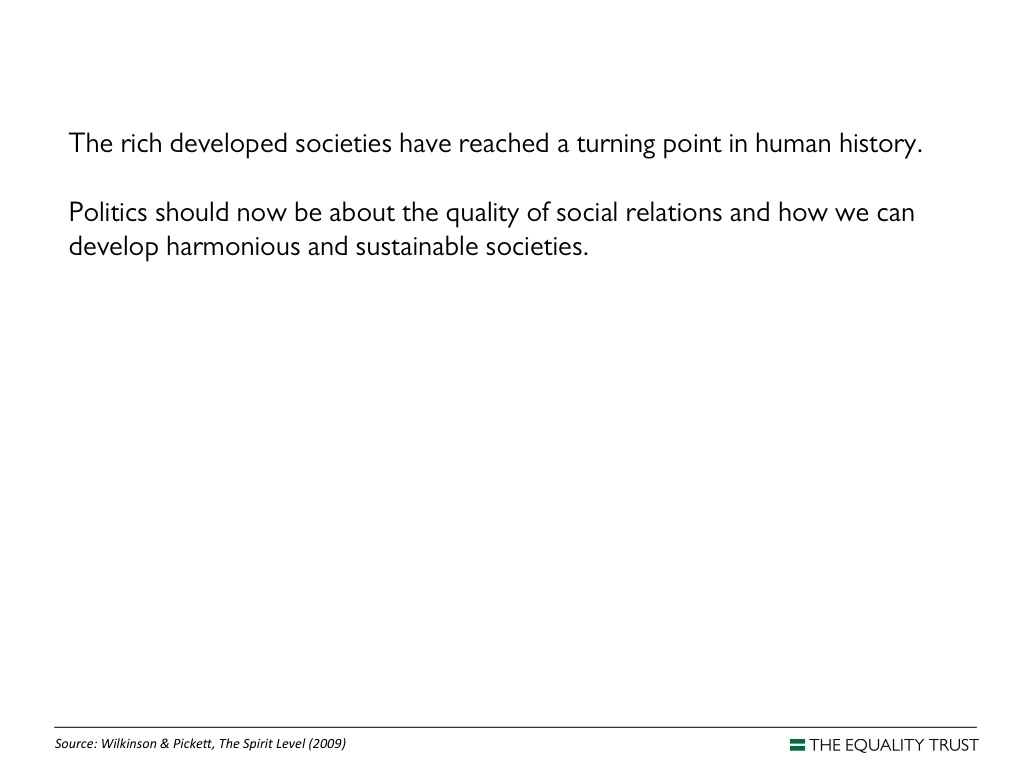 The rich developed societies have reached a turning point in human history.
Politics should now be about the quality of social relations and how we can
develop harmonious and sustainable societies.
Source: Wilkinson & Pickett, The Spirit Level (2009)
THE EQUALITY TRUST